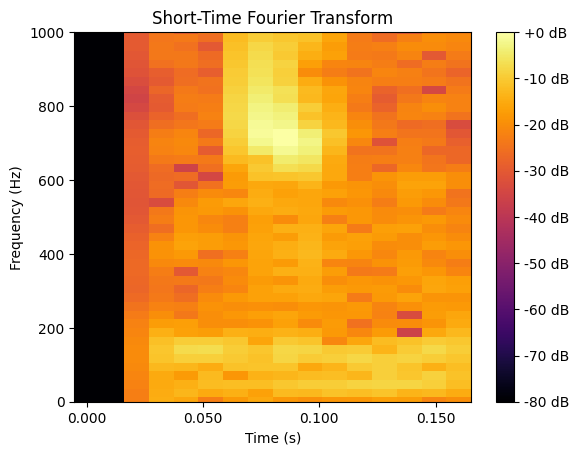 Short-Time Fourier Transform
1000
800
600
400
200
0
Frequency (Hz)
0.000
0.050
0.100
0.150
Time (s)
+0 dB
-10 dB
-20 dB
-30 dB
-40 dB
-50 dB
-60 dB
-70 dB
-80 dB